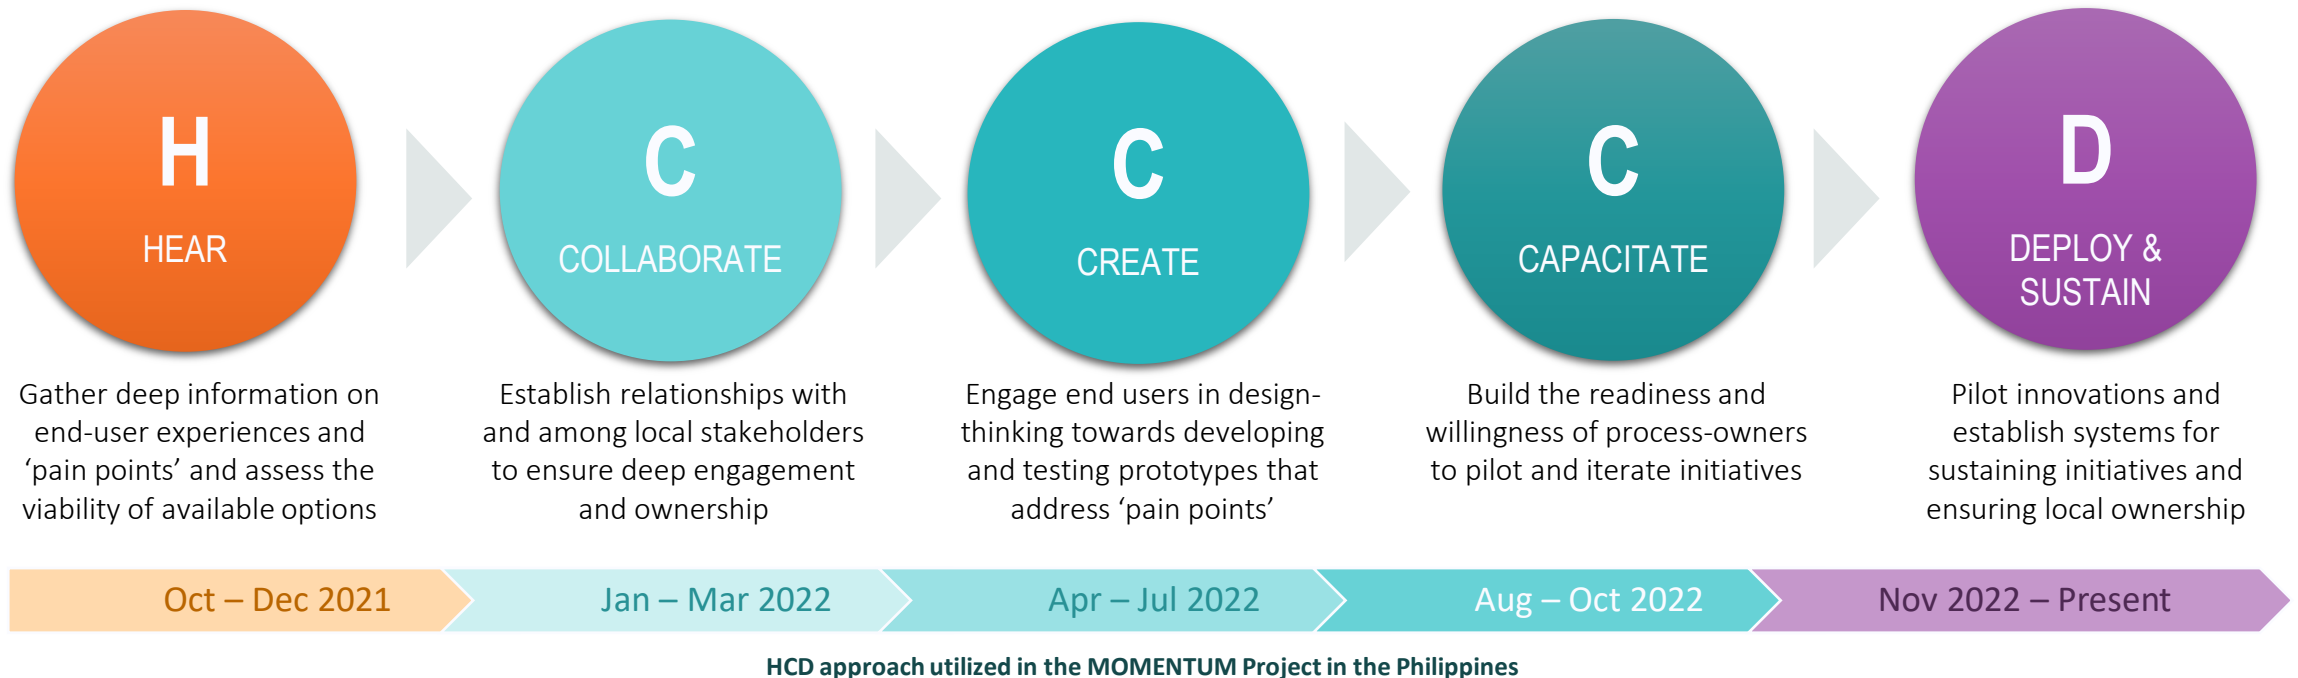 H
HEAR
Gather deep information on
end-user experiences and
‘pain points’ and assess the
viability of available options
C
COLLABORATE
Establish relationships with
and among local stakeholders
to ensure deep engagement
and ownership
C
CREATE
Engage end users in design-
thinking towards developing
and testing prototypes that
address ‘pain points’
C
CAPACITATE
Build the readiness and
willingness of process-owners
to pilot and iterate initiatives
D
DEPLOY &
SUSTAIN
Pilot innovations and
establish systems for
sustaining initiatives and
ensuring local ownership
Oct – Dec 2021
Jan – Mar 2022
Apr – Jul 2022
Aug – Oct 2022
Nov 2022 – Present
HCD approach utilized in the MOMENTUM Project in the Philippines